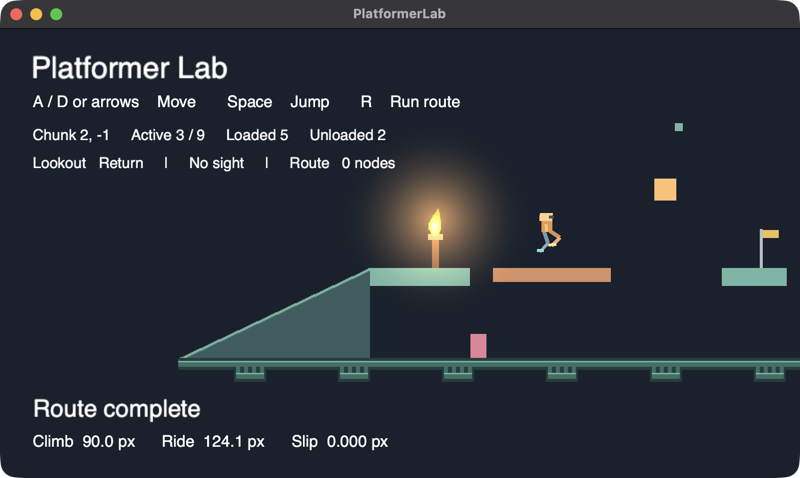 PlatformerLab
Platformer Lab
A / D or arrows Move Space Jump R Run route
Chunk 2, -1 Active 3 / 9 Loaded 5 Unloaded 2
Lookout Return | No sight | Route 0 nodes
Route complete
Climb 90.0 px Ride 124.1 px Slip 0.000 px